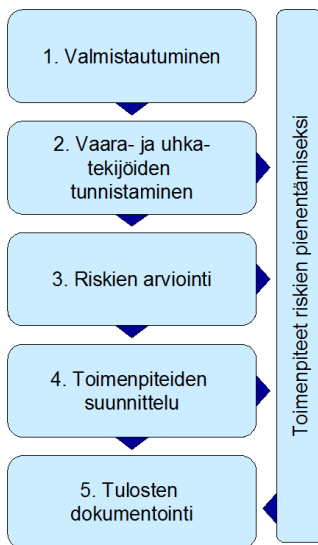 1. Valmistautuminen
2. Vaara- ja uhka-
tekijöiden
tunnistaminen
3. Riskien arviointi
4. Toimenpiteiden
suunnittelu
5. Tulosten
dokumentointi
Toimenpiteet riskien pienentämiseksi